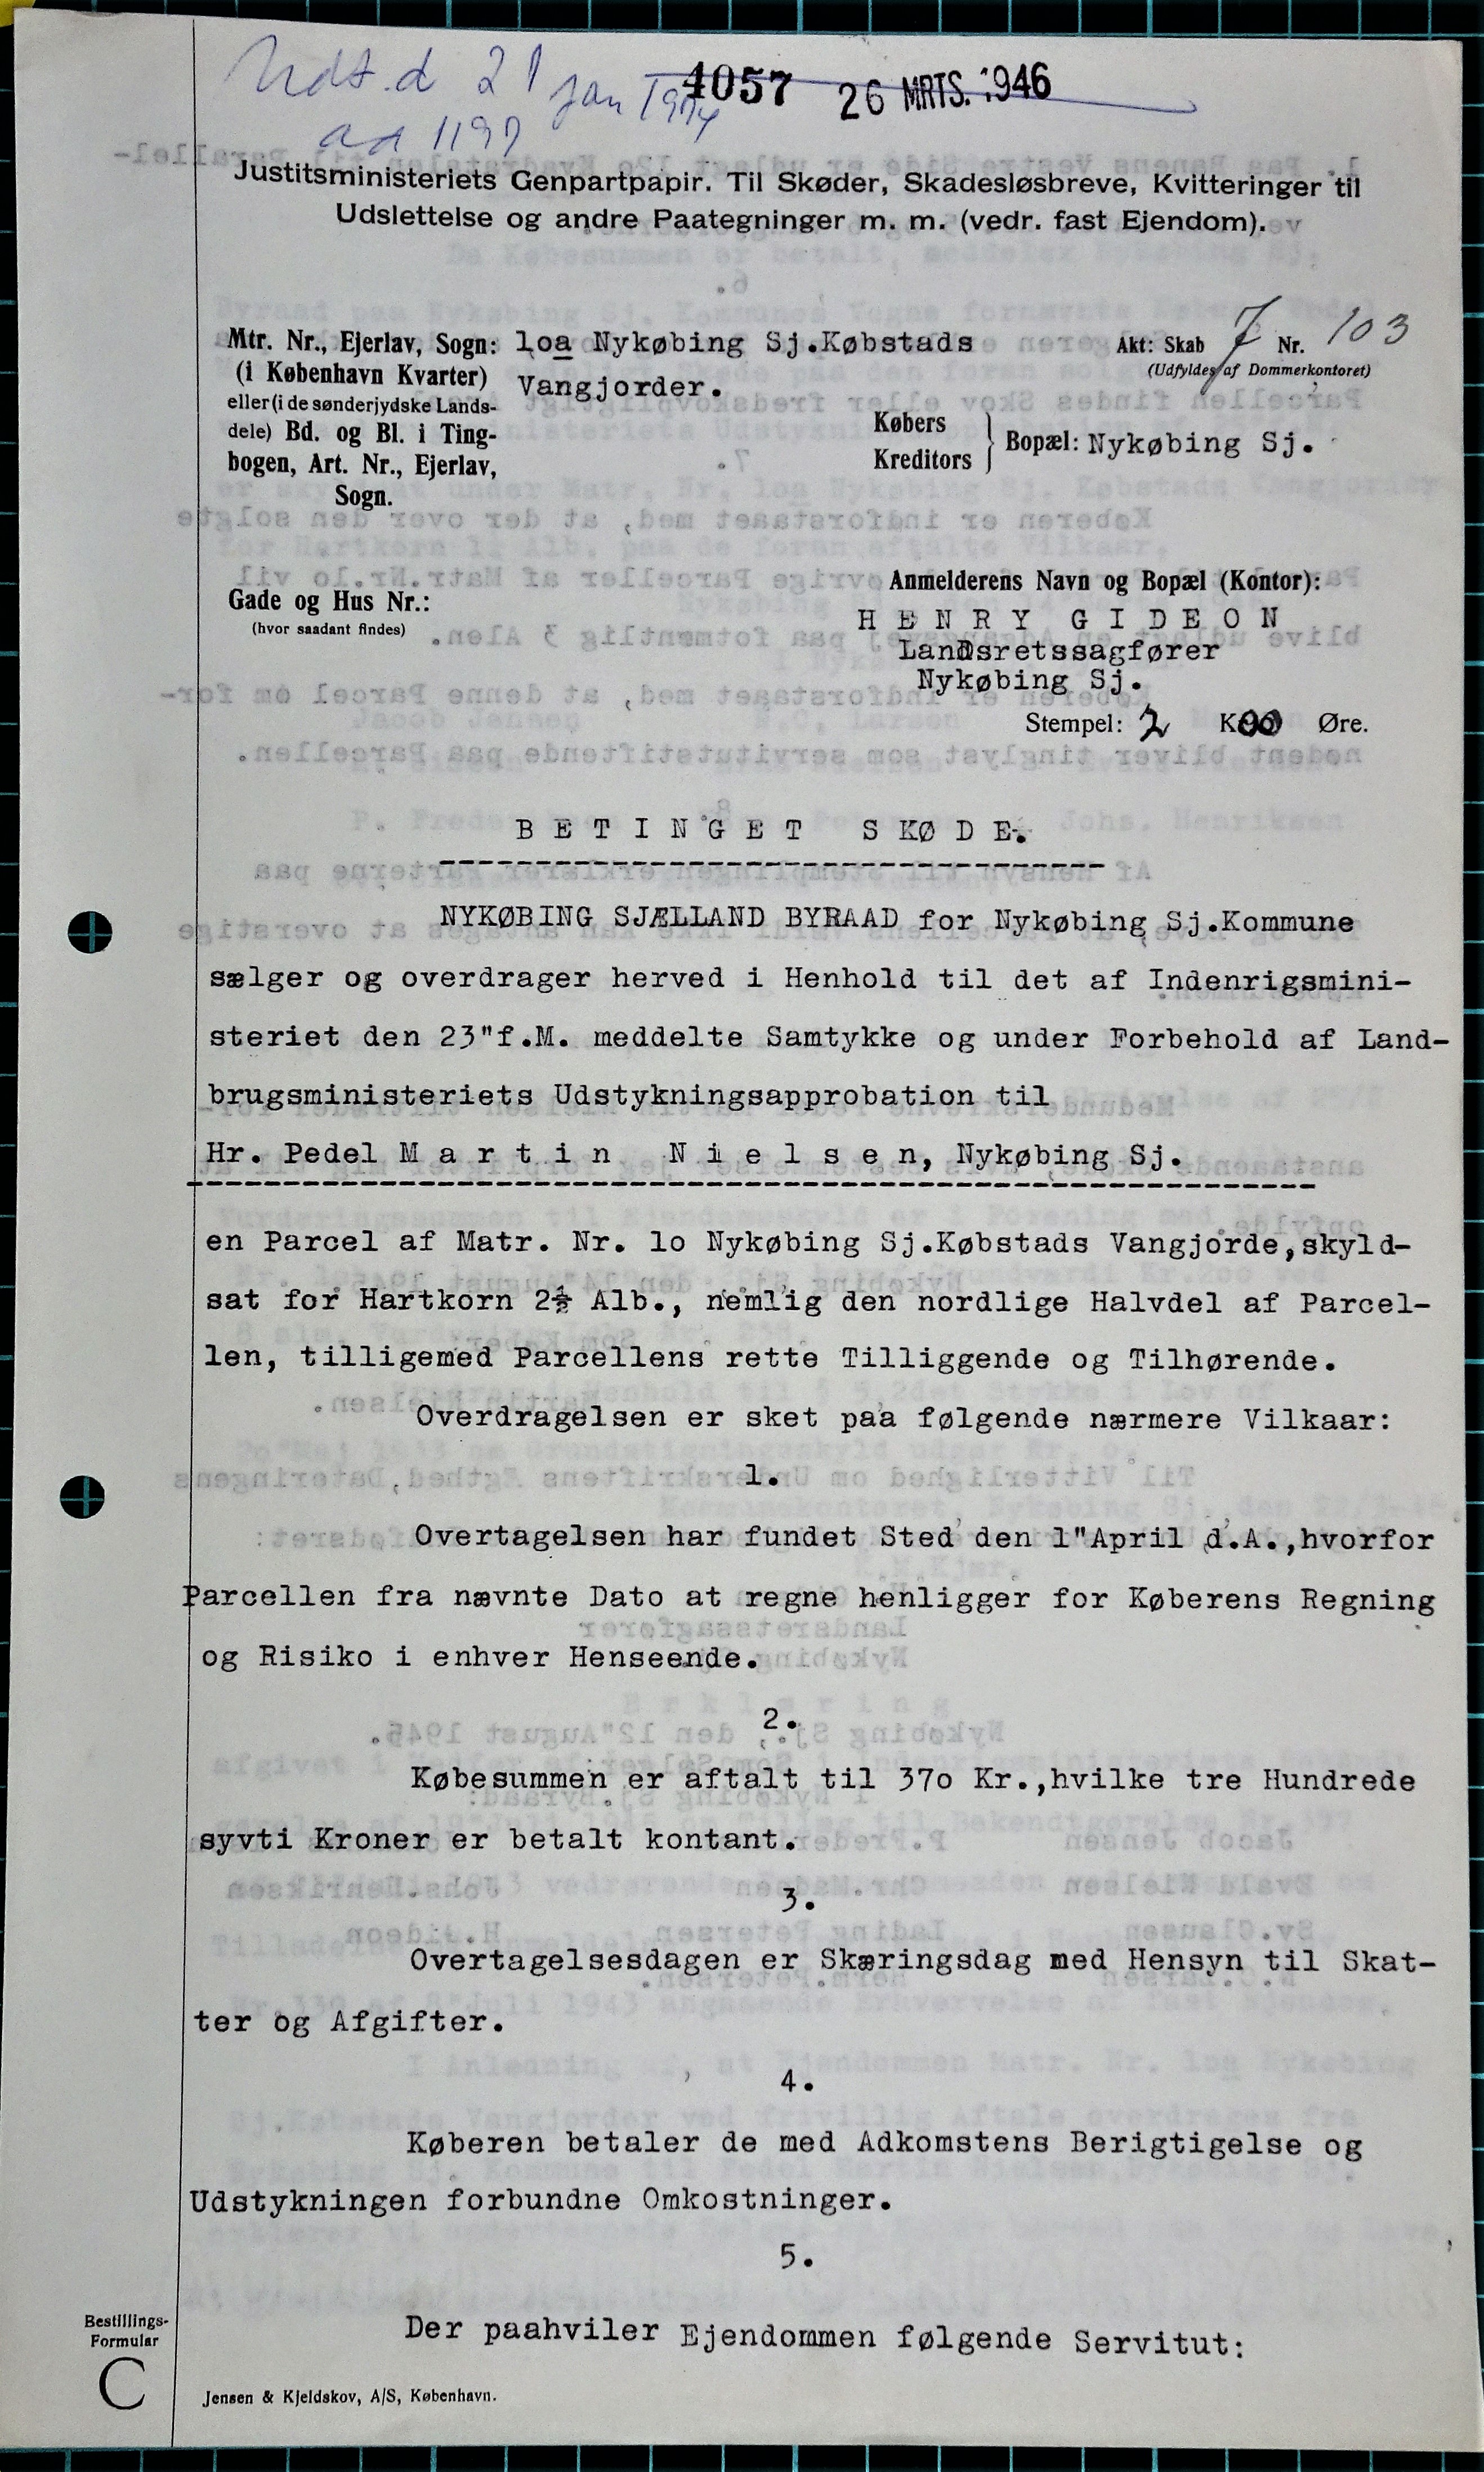 Udst. d 21 jan 1974
ad 1197
4057 26 MRTS. 1946
Justitsministeriets Genpartpapir. Til Skøder, Skadesløsbreve, Kvitteringer til
Udslettelse og andre Paategninger m. m. (vedr. fast Ejendom).
Mtr. Nr., Ejerlav, Sogn: loa Nykøbing Sj.Købstads
(i København Kvarter) Vangjorder.
eller (i de sønderjydske Lands-
dele) Bd. og Bl. i Ting-
bogen, Art. Nr., Ejerlav,
Sogn.
Akt: Skab 7 Nr. 103
(Udfyldes af Dommerkontoret)
Købers
Kreditors
Bopæl: Nykøbing Sj.
Gade og Hus Nr.:
(hvor saadant findes)
Anmelderens Navn og Bopæl (Kontor):
H E N R Y G I D E O N
Landsretssagfører
Nykøbing Sj.
Stempel: 2 K 00 Øre.
B E T I N G E T S K Ø D E.
NYKØBING SJÆLLAND BYRAAD for Nykøbing Sj.Kommune
sælger og overdrager herved i Henhold til det af Indenrigsmini-
steriet den 23"f.M. meddelte Samtykke og under Forbehold af Land-
brugsministeriets Udstykningsapprobation til
Hr. Pedel M a r t i n N i e l s e n, Nykøbing Sj.
en Parcel af Matr. Nr. lo Nykøbing Sj.Købstads Vangjorde,skyld-
sat for Hartkorn Alb., nemlig den nordlige Halvdel af Parcel-
len, tilligemed Parcellens rette Tilliggende og Tilhørende.
Overdragelsen er sket paa følgende nærmere Vilkaar:
1.
Overtagelsen har fundet Sted den 1"April d.A.,hvorfor
Parcellen fra nævnte Dato at regne henligger for Køberens Regning
og Risiko i enhver Henseende.
2.
Købesummen er aftalt til 37o Kr.,hvilke tre Hundrede
syvti Kroner er betalt kontant.
3.
Overtagelsesdagen er Skæringsdag med Hensyn til Skat-
ter og Afgifter.
4.
Køberen betaler de med Adkomstens Berigtigelse og
Udstykningen forbundne Omkostninger.
5.
Der paahviler Ejendommen følgende Servitut:
Bestillings-
Formular
C
Jensen & Kjeldskov, A/S, København.